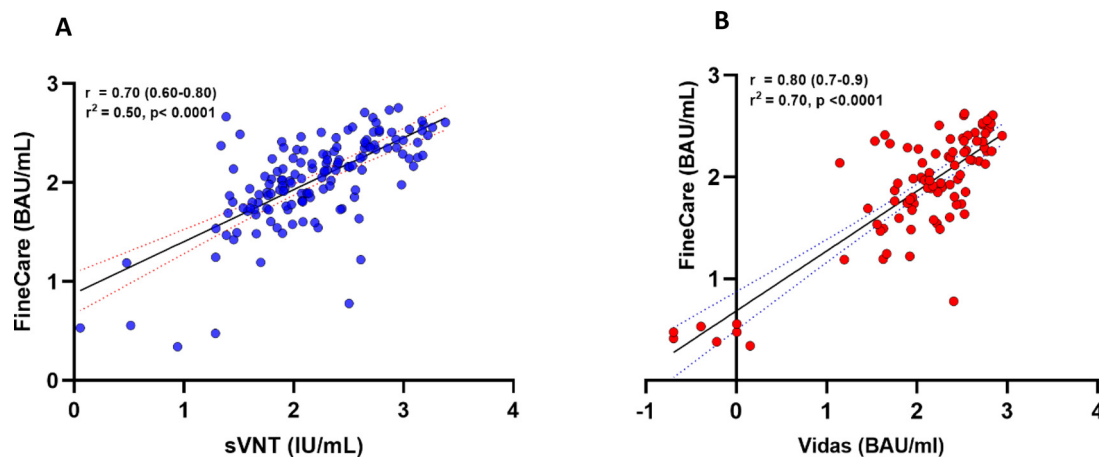 A
r = 0.70 (0.60-0.80)
r² = 0.50, p< 0.0001
FineCare (BAU/mL)
3
2
1
0
0 1 2 3 4
sVNT (IU/mL)
B
r = 0.80 (0.7-0.9)
r² = 0.70, p <0.0001
FineCare (BAU/mL)
3
2
1
-1 0 1 2 3 4
Vidas (BAU/ml)